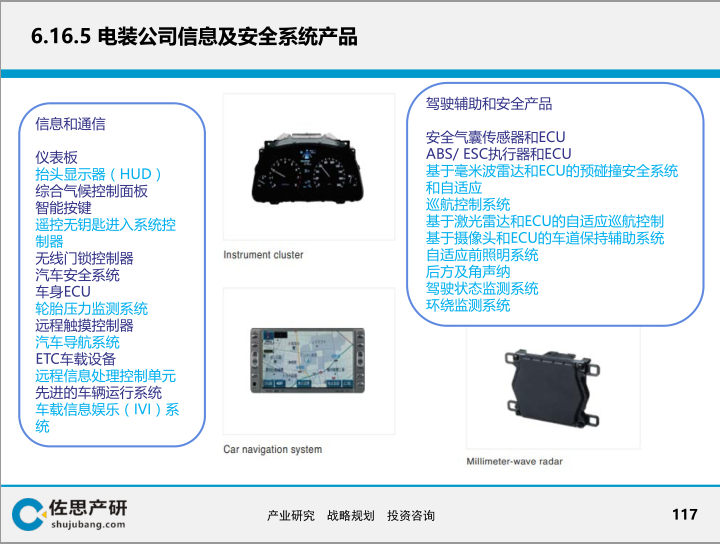 6.16.5 电装公司信息及安全系统产品
信息和通信
仪表板
抬头显示器（HUD）
综合气候控制面板
智能按键
遥控无钥匙进入系统控
制器
无线门锁控制器
汽车安全系统
车身ECU
轮胎压力监测系统
远程触摸控制器
汽车导航系统
ETC车载设备
远程信息处理控制单元
先进的车辆运行系统
车载信息娱乐（IVI）系
统
Instrument cluster
Car navigation system
驾驶辅助和安全产品
安全气囊传感器和ECU
ABS/ ESC执行器和ECU
基于毫米波雷达和ECU的预碰撞安全系统
和自适应
巡航控制系统
基于激光雷达和ECU的自适应巡航控制
基于摄像头和ECU的车道保持辅助系统
自适应前照明系统
后方及角声纳
驾驶状态监测系统
环绕监测系统
Millimeter-wave radar
佐思产研
shujubang.com
产业研究 战略规划 投资咨询
117